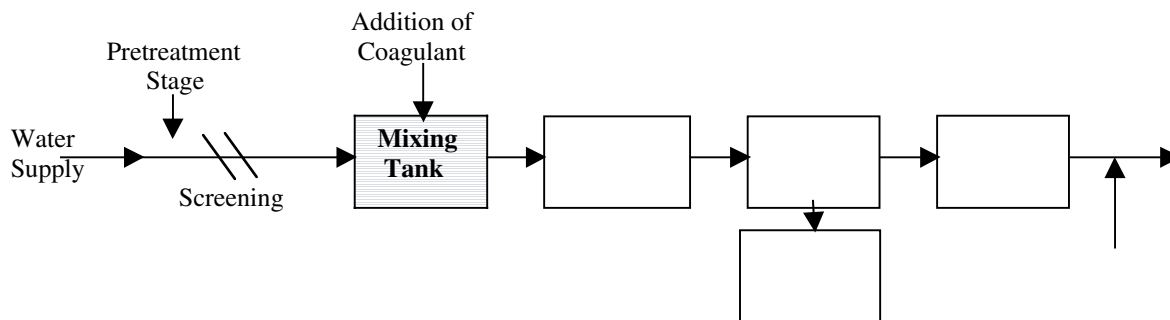 Addition of
Coagulant
Pretreatment
Stage
Water
Supply
Mixing
Tank
Screening